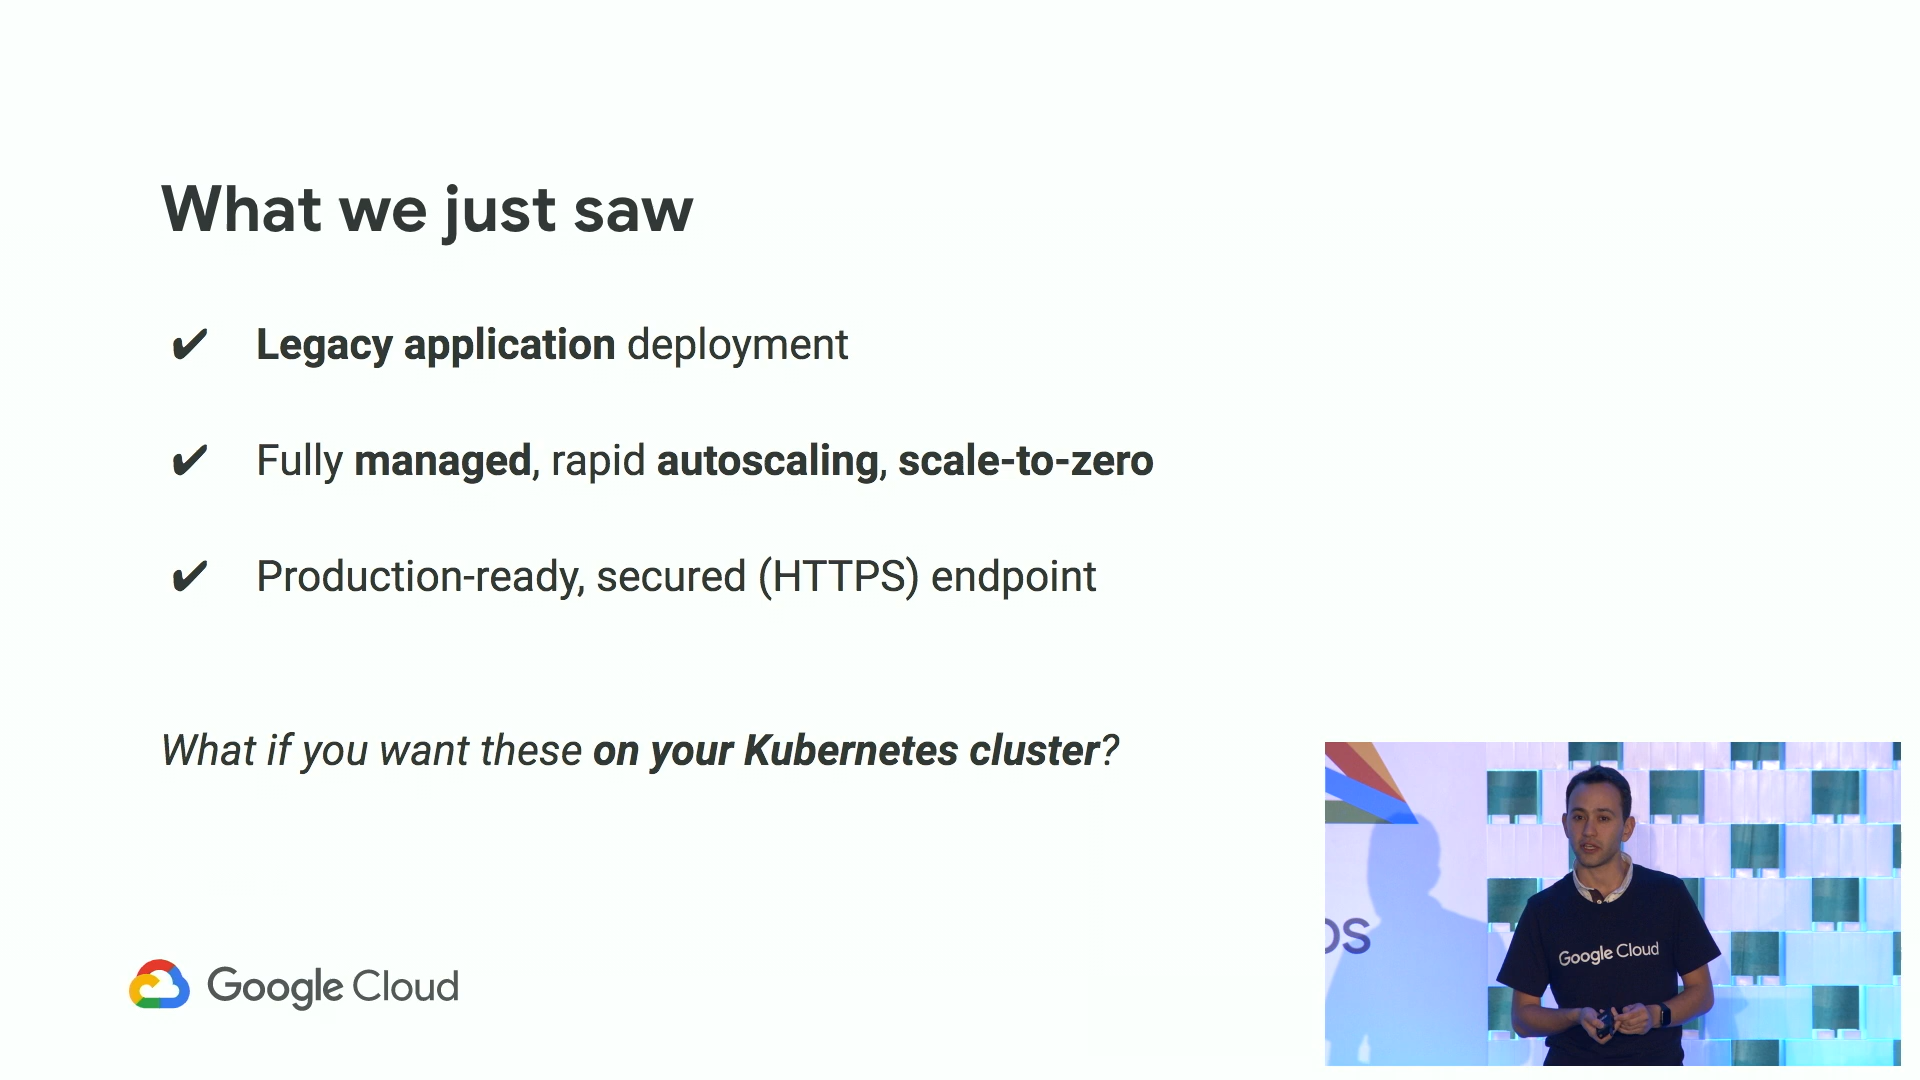 What we just saw
✔ Legacy application deployment
✔ Fully managed, rapid autoscaling, scale-to-zero
✔ Production-ready, secured (HTTPS) endpoint
What if you want these on your Kubernetes cluster?
Google Cloud
OS
Google Cloud